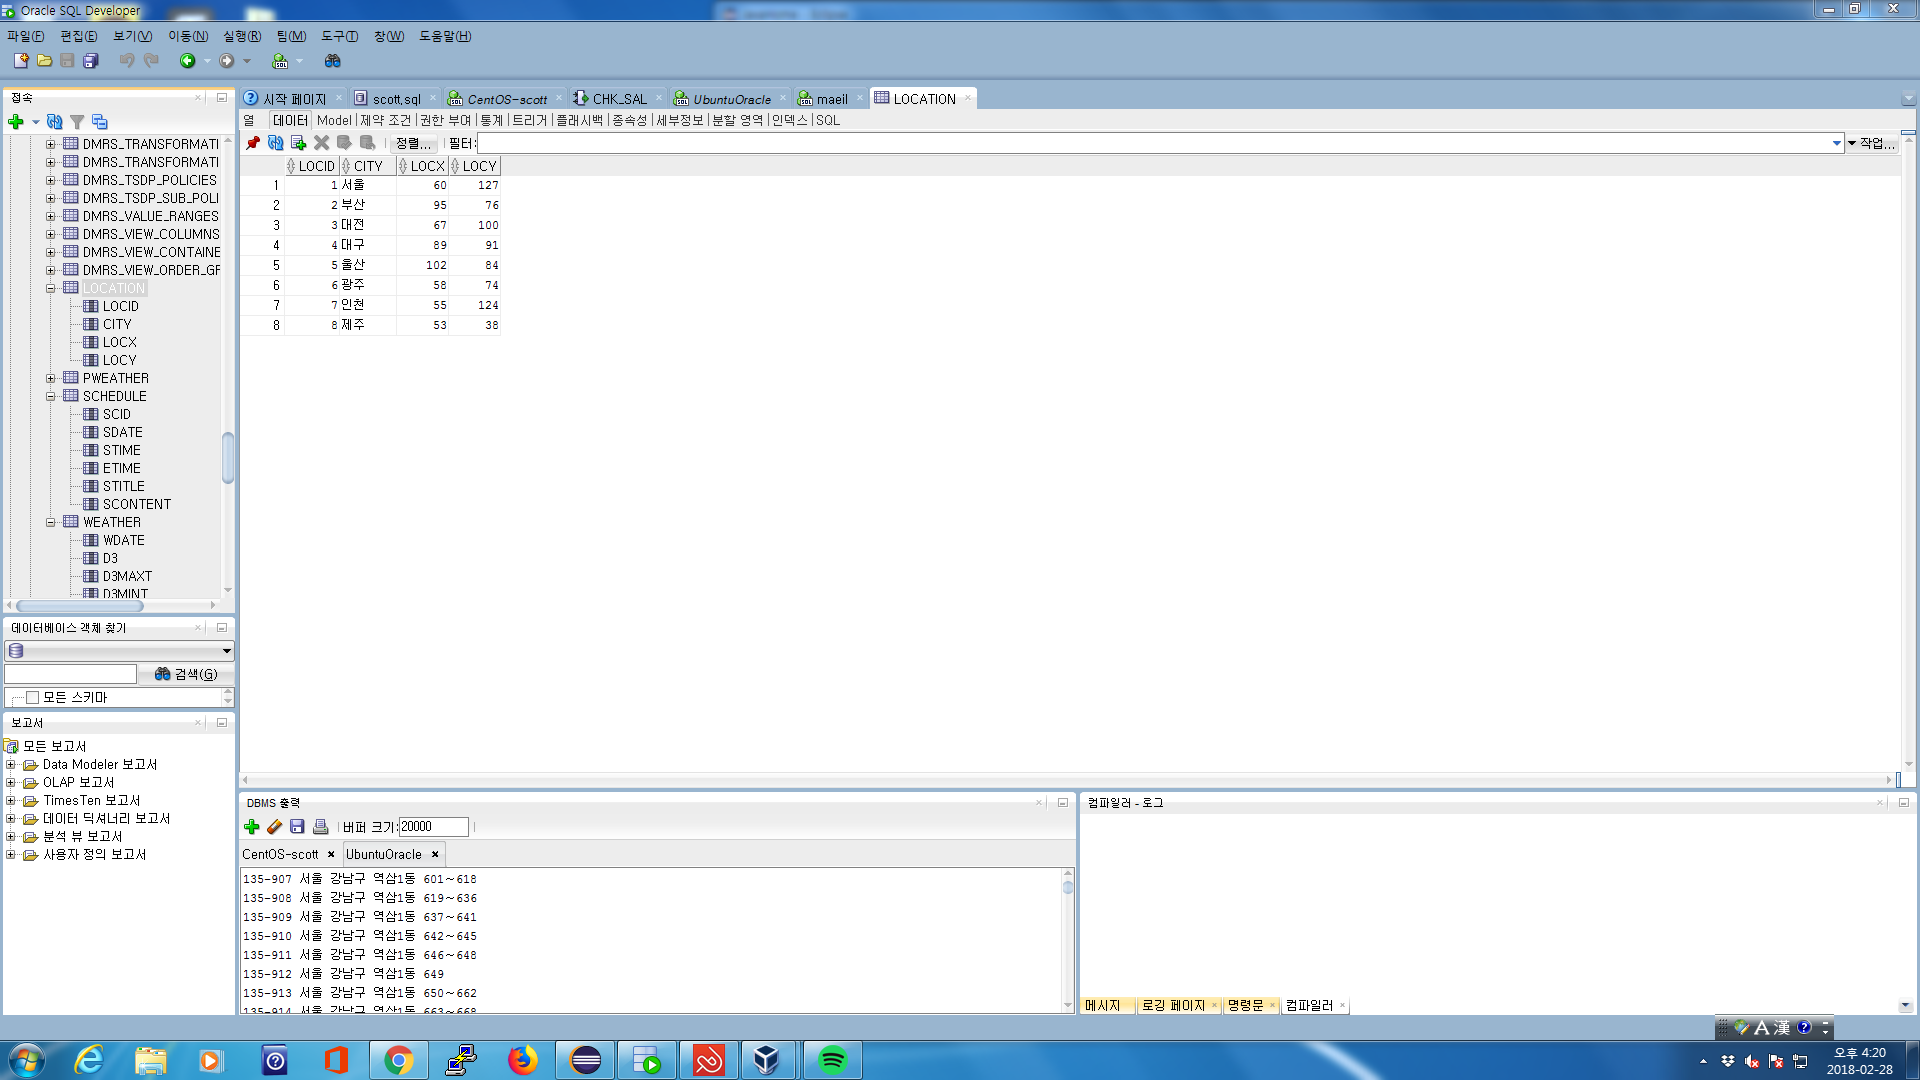 Oracle SQL Developer
파일(F) 편집(E) 보기(V) 이동(N) 실행(R) 팀(M) 도구(T) 창(W) 도움말(H)
접속
DMRS_TRANSFORMATI
DMRS_TRANSFORMATI
DMRS_TSDP_POLICIES
DMRS_TSDP_SUB_POLI
DMRS_VALUE_RANGES
DMRS_VIEW_COLUMNS
DMRS_VIEW_CONTAINE
DMRS_VIEW_ORDER_GF
LOCATION
LOCID
CITY
LOCX
LOCY
PWEATHER
SCHEDULE
SCID
SDATE
STIME
ETIME
STITLE
SCONTENT
WEATHER
WDATE
D3
D3MAXT
D3MINT
데이터베이스 객체 찾기
검색(G)
모든 스키마
보고서
모든 보고서
Data Modeler 보고서
OLAP 보고서
TimesTen 보고서
데이터 딕셔너리 보고서
분석 뷰 보고서
사용자 정의 보고서
시작 페이지 scott.sql CentOS-scott CHK_SAL UbuntuOracle maeil LOCATION
열 데이터 Model 제약 조건 권한 부여 통계 트리거 플래시백 종속성 세부정보 분할 영역 인덱스 SQL
정렬... 필터: 작업...
LOCID CITY LOCX LOCY
1 1 서울 60 127
2 2 부산 95 76
3 3 대전 67 100
4 4 대구 89 91
5 5 울산 102 84
6 6 광주 58 74
7 7 인천 55 124
8 8 제주 53 38
DBMS 출력
버퍼 크기: 20000
CentOS-scott UbuntuOracle
135-907 서울 강남구 역삼1동 601~618
135-908 서울 강남구 역삼1동 619~636
135-909 서울 강남구 역삼1동 637~641
135-910 서울 강남구 역삼1동 642~645
135-911 서울 강남구 역삼1동 646~648
135-912 서울 강남구 역삼1동 649
135-913 서울 강남구 역삼1동 650~662
135-914 서울 강남구 역삼1동 663~668
컴파일러 - 로그
메시지 로깅 페이지 명령문 컴파일러
A 漢
오후 4:20
2018-02-28